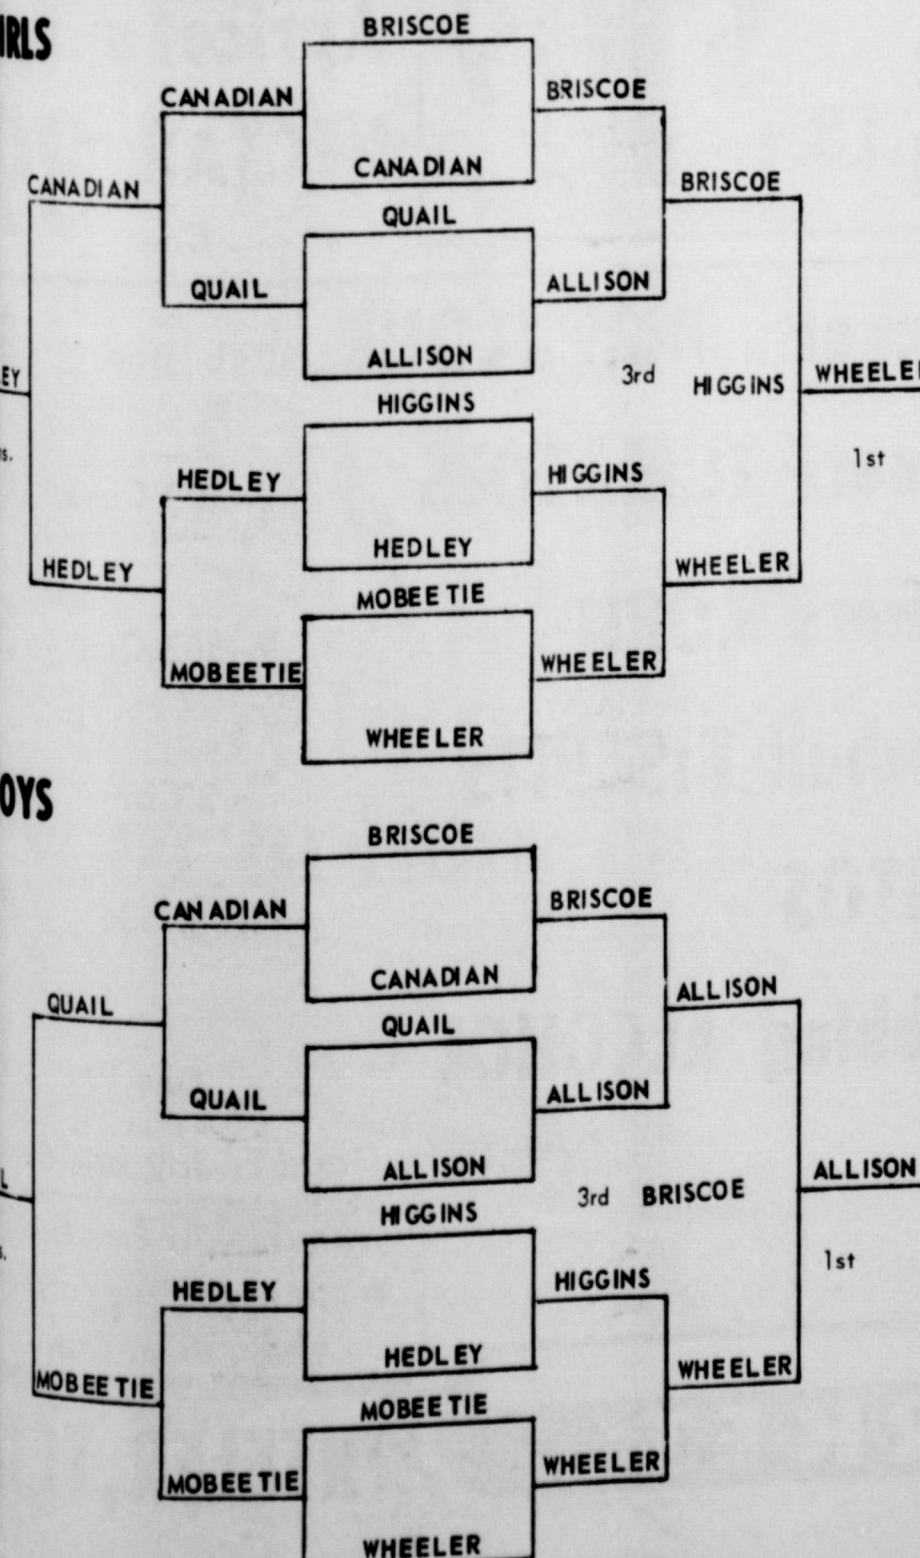 IRLS
BRISCOE
CANADIAN
BRISCOE
CANADIAN
CANADIAN
BRISCOE
QUAIL
QUAIL
ALLISON
ALLISON
3rd HIGGINS
WHEELE
EY
HIGGINS
s.
1st
HEDLEY
HIGGINS
HEDLEY
HEDLEY
WHEELER
MOBEETIE
MOBEETIE
WHEELER
WHEELER
OYS
BRISCOE
CANADIAN
BRISCOE
CANADIAN
QUAIL
ALLISON
QUAIL
QUAIL
ALLISON
ALLISON
L
3rd BRISCOE
ALLISON
HIGGINS
s.
1st
HEDLEY
HIGGINS
HEDLEY
MOBEETIE
WHEELER
MOBEETIE
MOBEETIE
WHEELER
WHEELER